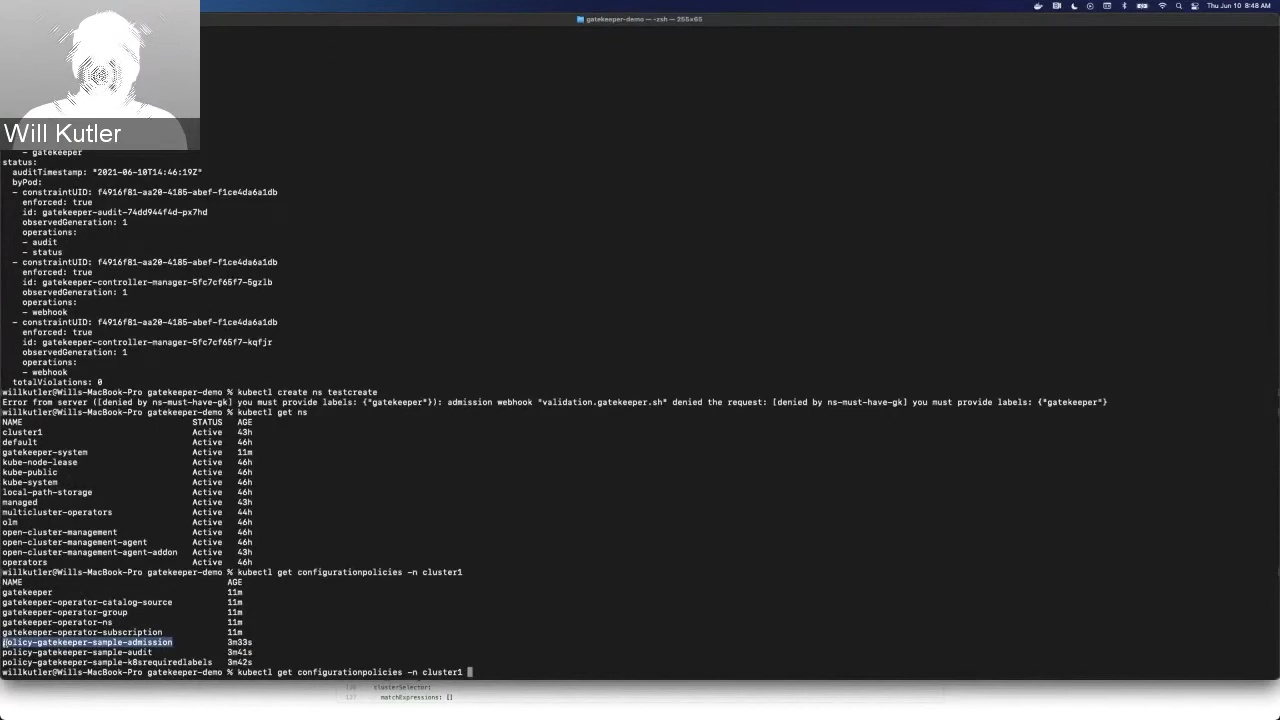 gatekeeper-demo — -zsh — 255×65
Thu Jun 10 8:48 AM
Will Kutler
- gatekeeper
status:
auditTimestamp: "2021-06-10T14:46:19Z"
byPod:
- constraintUID: f4916f81-aa20-4185-abef-f1ce4da6a1db
enforced: true
id: gatekeeper-audit-74dd944f4d-px7hd
observedGeneration: 1
operations:
- audit
- status
- constraintUID: f4916f81-aa20-4185-abef-f1ce4da6a1db
enforced: true
id: gatekeeper-controller-manager-5fc7cf65f7-5gzlb
observedGeneration: 1
operations:
- webhook
- constraintUID: f4916f81-aa20-4185-abef-f1ce4da6a1db
enforced: true
id: gatekeeper-controller-manager-5fc7cf65f7-kqfjr
observedGeneration: 1
operations:
- webhook
totalViolations: 0
willkutler@Wills-MacBook-Pro gatekeeper-demo % kubectl create ns testcreate
Error from server ([denied by ns-must-have-gk] you must provide labels: {"gatekeeper"}): admission webhook "validation.gatekeeper.sh" denied the request: [denied by ns-must-have-gk] you must provide labels: {"gatekeeper"}
willkutler@Wills-MacBook-Pro gatekeeper-demo % kubectl get ns
NAME STATUS AGE
cluster1 Active 43h
default Active 46h
gatekeeper-system Active 11m
kube-node-lease Active 46h
kube-public Active 46h
kube-system Active 46h
local-path-storage Active 46h
managed Active 43h
multicluster-operators Active 44h
olm Active 46h
open-cluster-management Active 46h
open-cluster-management-agent Active 46h
open-cluster-management-agent-addon Active 43h
operators Active 46h
willkutler@Wills-MacBook-Pro gatekeeper-demo % kubectl get configurationpolicies -n cluster1
NAME AGE
gatekeeper 11m
gatekeeper-operator-catalog-source 11m
gatekeeper-operator-group 11m
gatekeeper-operator-ns 11m
gatekeeper-operator-subscription 11m
policy-gatekeeper-sample-admission 3m33s
policy-gatekeeper-sample-audit 3m41s
policy-gatekeeper-sample-k8srequiredlabels 3m42s
willkutler@Wills-MacBook-Pro gatekeeper-demo % kubectl get configurationpolicies -n cluster1
136 clusterSelector:
137 matchExpressions: []